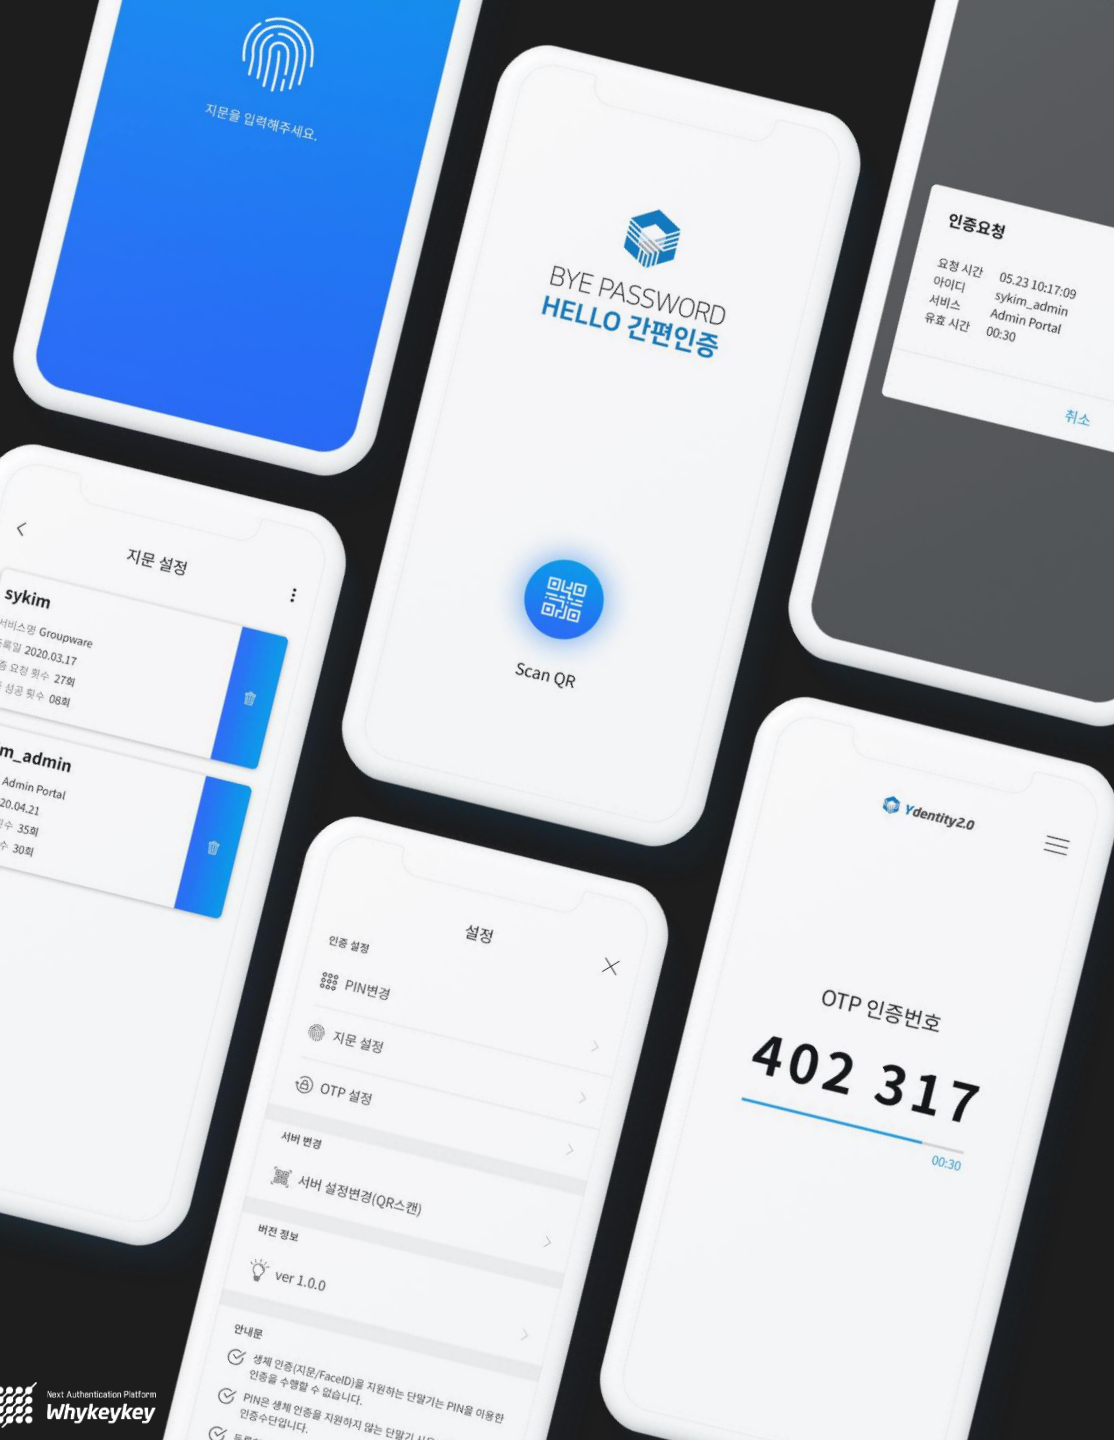 지문을 입력해주세요.
BYE PASSWORD
HELLO 간편인증
Scan QR
인증요청
요청 시간 05.23 10:17:09
아이디 sykim_admin
서비스 Admin Portal
유효 시간 00:30
취소
지문 설정
sykim
서비스명 Groupware
록일 2020.03.17
증 요청 횟수 27회
성공 횟수 08회
m_admin
Admin Portal
20.04.21
수 35회
수 30회
설정
인증 설정
PIN변경
지문 설정
OTP 설정
서버 변경
서버 설정변경(QR스캔)
버전 정보
ver 1.0.0
안내문
생체 인증(지문/FaceID)을 지원하는 단말기는 PIN을 이용한
인증을 수행할 수 없습니다.
PIN은 생체 인증을 지원하지 않는 단말기
인증수단입니다.
Ydentity2.0
OTP 인증번호
402 317
00:30
Next Authentication Platform
Whykeykey